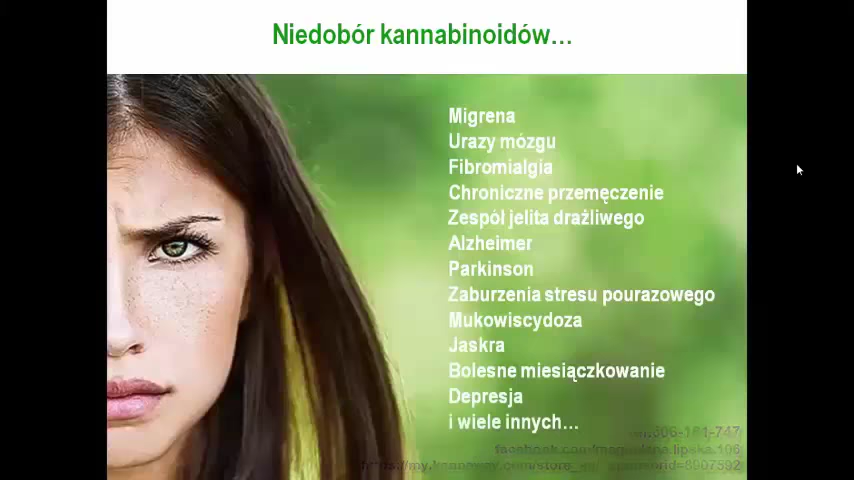 Niedobór kannabinoidów...
Migrena
Urazy mózgu
Fibromialgia
Chroniczne przemęczenie
Zespół jelita drażliwego
Alzheimer
Parkinson
Zaburzenia stresu pourazowego
Mukowiscydoza
Jaskra
Bolesne miesiączkowanie
Depresja
i wiele innych...